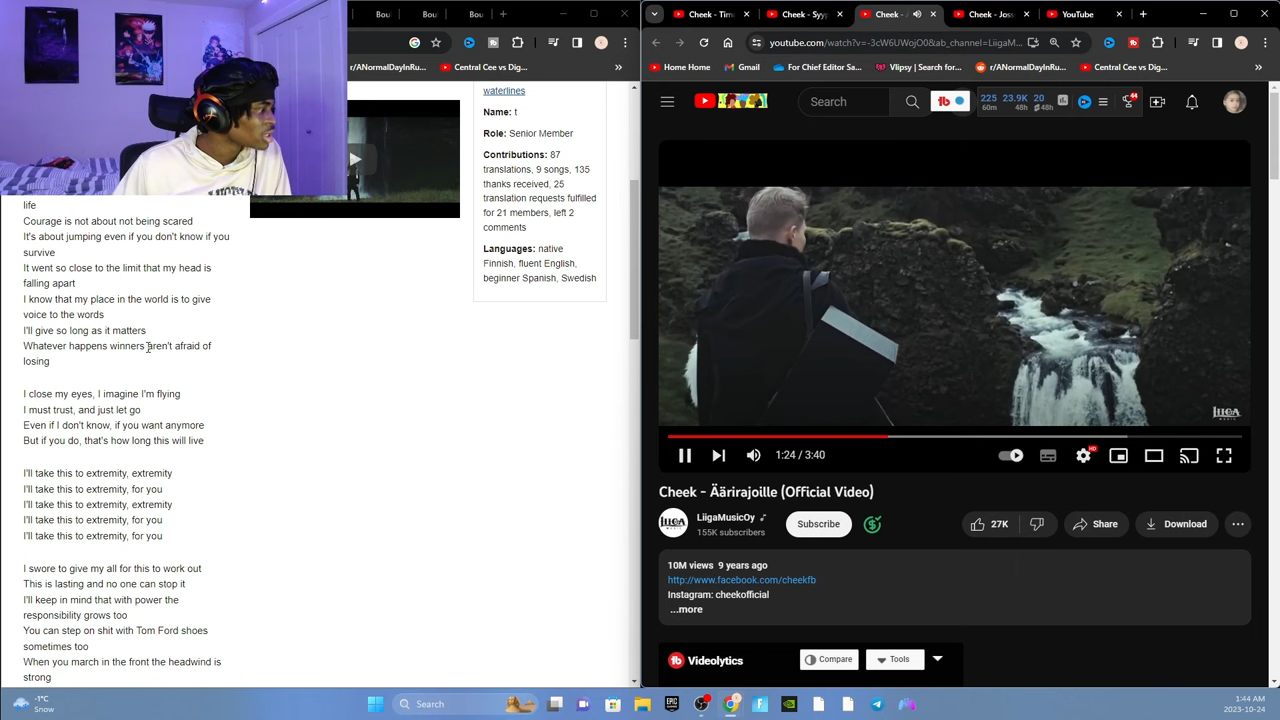 Boul
Boul
Boul
Cheek - Tim
Cheek - Syy
Cheek -
Cheek - Jos
YouTube
youtube.com/watch?v=-3cW6UWojO0&ab_channel=LiigaM...
r/ANormalDayInRu...
Central Cee vs Dig...
Home Home
Gmail
For Chief Editor Sa...
Vlipsy | Search for...
r/ANormalDayInRu...
Central Cee vs Dig...
Search
225
60m
23.9K
48h
20
48h
waterlines
Name: t
Role: Senior Member
Contributions: 87
translations, 9 songs, 135
thanks received, 25
translation requests fulfilled
for 21 members, left 2
comments
Languages: native
Finnish, fluent English,
beginner Spanish, Swedish
life
Courage is not about not being scared
It's about jumping even if you don't know if you
survive
It went so close to the limit that my head is
falling apart
I know that my place in the world is to give
voice to the words
I'll give so long as it matters
Whatever happens winners aren't afraid of
losing
I close my eyes, I imagine I'm flying
I must trust, and just let go
Even if I don't know, if you want anymore
But if you do, that's how long this will live
I'll take this to extremity, extremity
I'll take this to extremity, for you
I'll take this to extremity, extremity
I'll take this to extremity, for you
I'll take this to extremity, for you
I swore to give my all for this to work out
This is lasting and no one can stop it
I'll keep in mind that with power the
responsibility grows too
You can step on shit with Tom Ford shoes
sometimes too
When you march in the front the headwind is
strong
LIIGA
MUSIC
1:24 / 3:40
HD
Cheek - Äärirajoille (Official Video)
LiigaMusicOy
155K subscribers
Subscribe
27K
Share
Download
10M views 9 years ago
http://www.facebook.com/cheekfb
Instagram: cheekofficial
...more
Videolytics
Compare
Tools
-1°C
Snow
Search
1:44 AM
2023-10-24